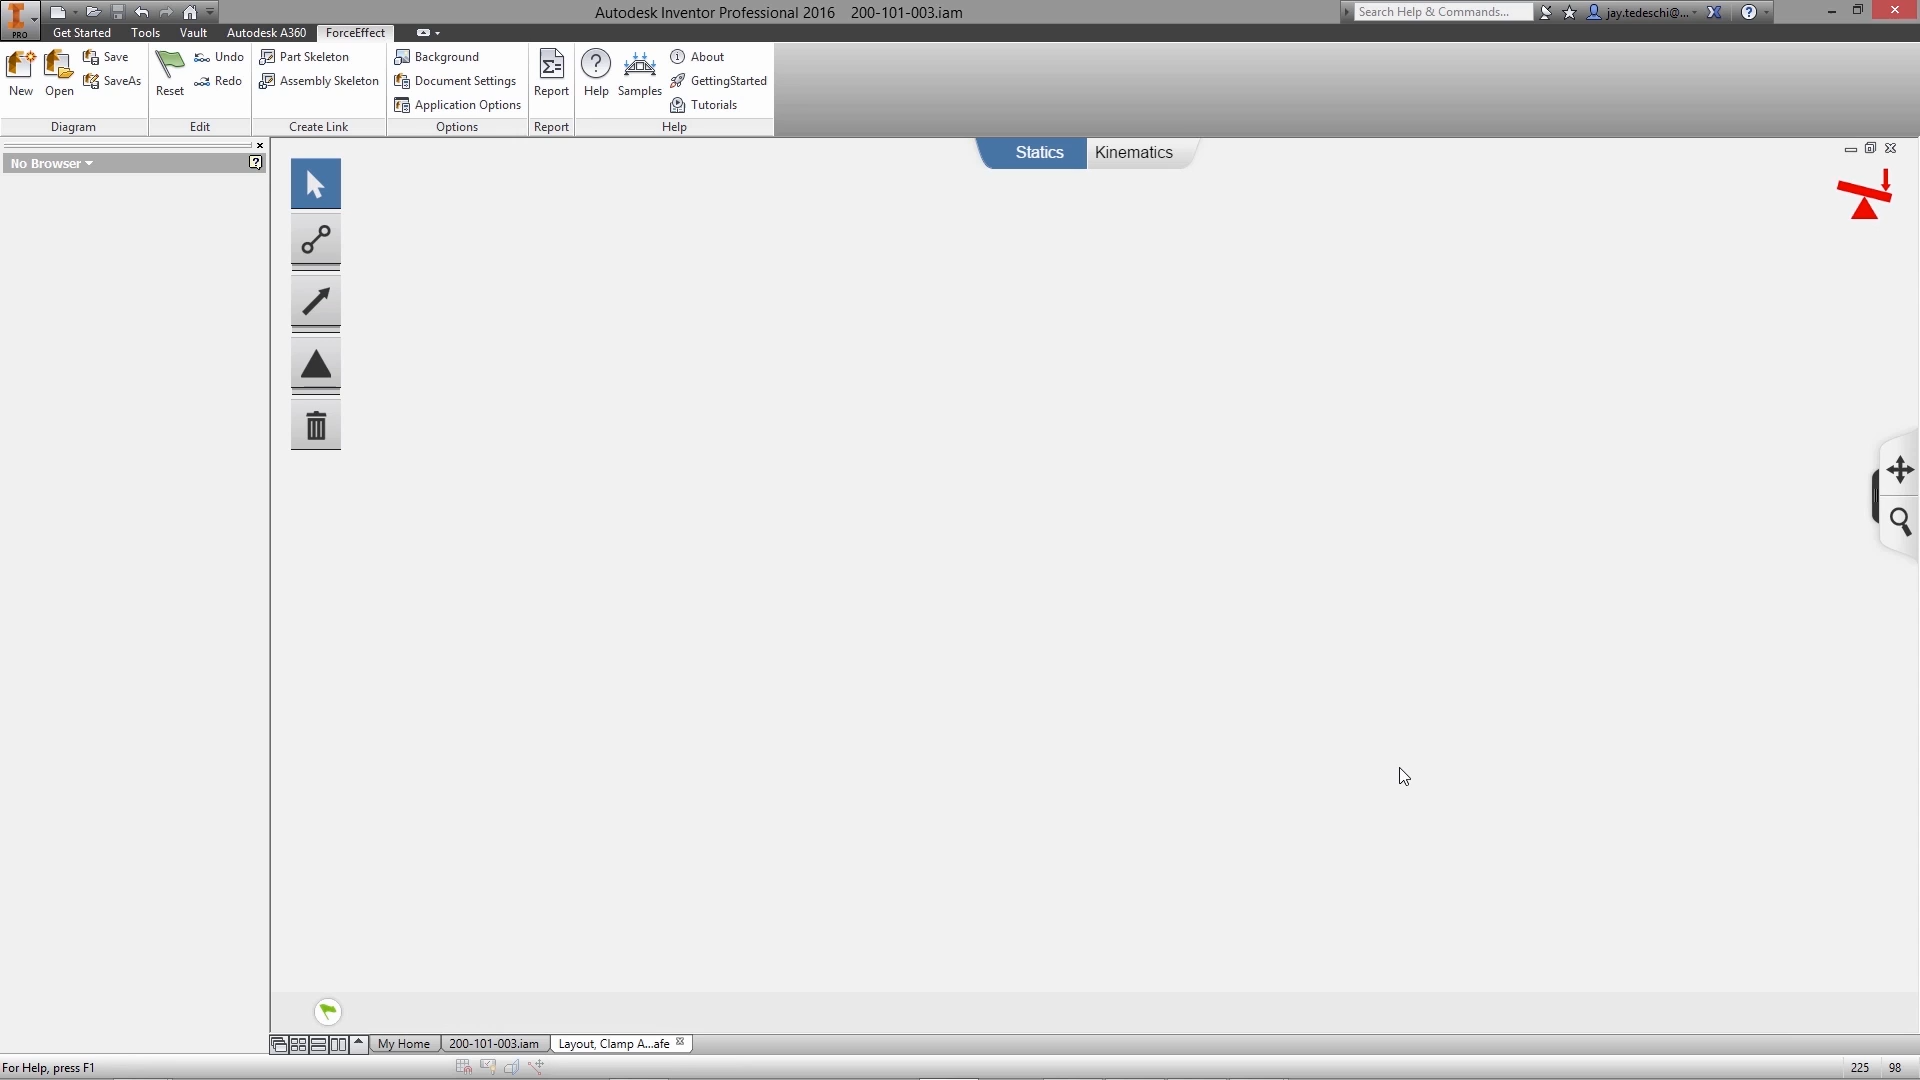 Autodesk Inventor Professional 2016 200-101-003.iam
Search Help & Commands...
jay.tedeschi@...
PRO
Get Started Tools Vault Autodesk A360 ForceEffect
New
Open
Save
SaveAs
Diagram
Reset
Undo
Redo
Edit
Part Skeleton
Assembly Skeleton
Create Link
Background
Document Settings
Application Options
Options
Report
Report
Help
Samples
About
GettingStarted
Tutorials
Help
No Browser
Statics Kinematics
My Home 200-101-003.iam Layout, Clamp A...afe
For Help, press F1
225 98